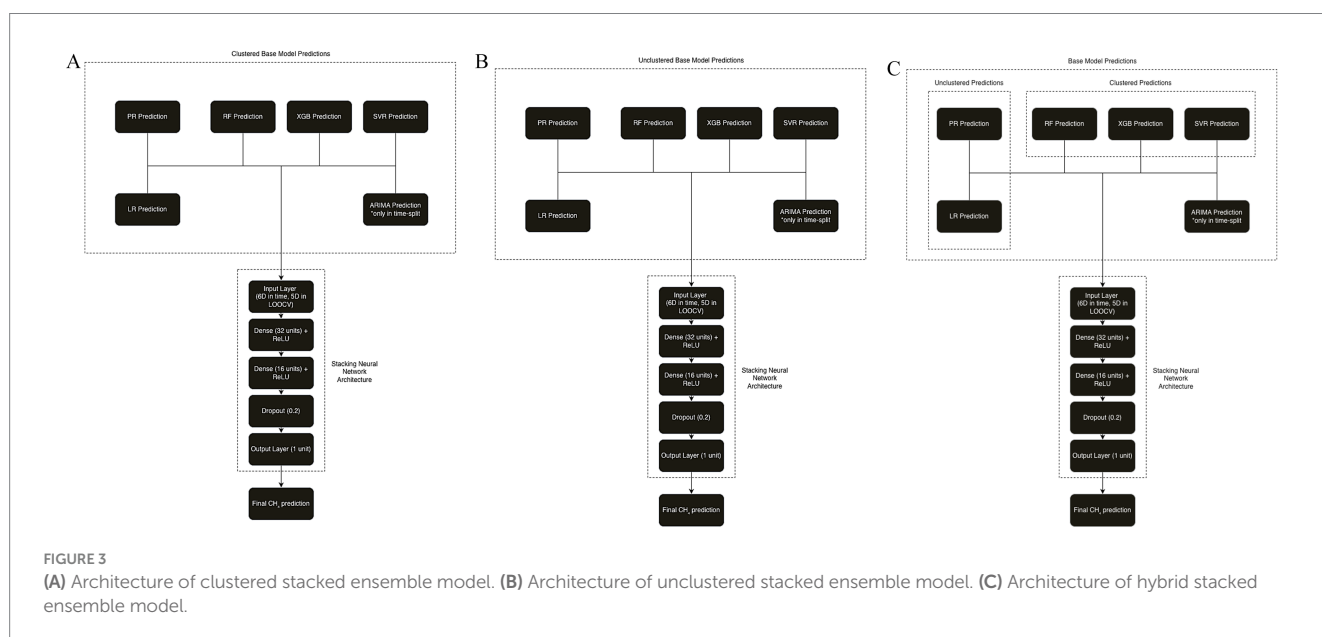 A
Clustered Base Model Predictions
PR Prediction
RF Prediction
XGB Prediction
SVR Prediction
LR Prediction
ARIMA Prediction
*only in time-split
Input Layer
(6D in time, 5D in
LOOCV)
Dense (32 units) +
ReLU
Dense (16 units) +
ReLU
Dropout (0.2)
Output Layer (1 unit)
Stacking Neural
Network
Architecture
Final CH₄ prediction
B
Unclustered Base Model Predictions
PR Prediction
RF Prediction
XGB Prediction
SVR Prediction
LR Prediction
ARIMA Prediction
*only in time-split
Input Layer
(6D in time, 5D in
LOOCV)
Dense (32 units) +
ReLU
Dense (16 units) +
ReLU
Dropout (0.2)
Output Layer (1 unit)
Stacking Neural
Network
Architecture
Final CH₄ prediction
C
Base Model Predictions
Unclustered Predictions
Clustered Predictions
PR Prediction
RF Prediction
XGB Prediction
SVR Prediction
LR Prediction
ARIMA Prediction
*only in time-split
Input Layer
(6D in time, 5D in
LOOCV)
Dense (32 units) +
ReLU
Dense (16 units) +
ReLU
Dropout (0.2)
Output Layer (1 unit)
Stacking Neural
Network
Architecture
Final CH₄ prediction
FIGURE 3
(A) Architecture of clustered stacked ensemble model. (B) Architecture of unclustered stacked ensemble model. (C) Architecture of hybrid stacked
ensemble model.